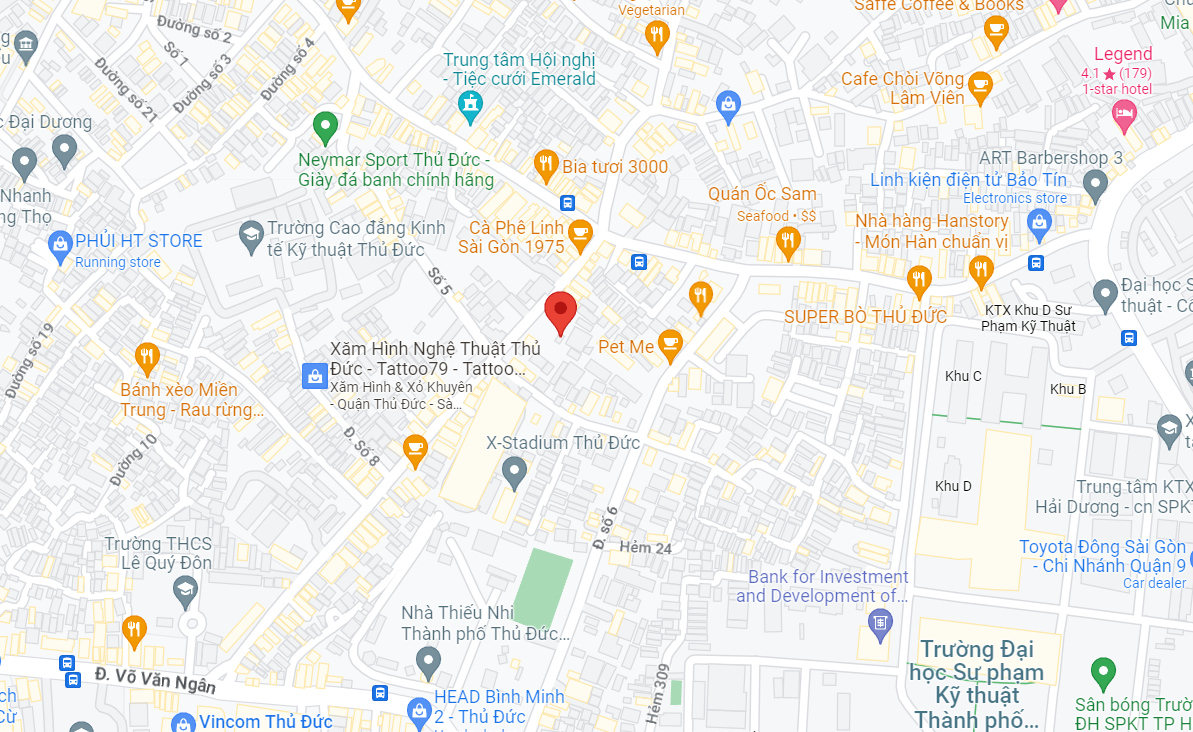 Vegetarian
Saffe Coffee & Books
Mia
Đường số 2
Số 1
Đường số 3
Đường số 4
Đường số 21
Trung tâm Hội nghị
- Tiệc cưới Emerald
Legend
4.1 ★ (179)
1-star hotel
Cafe Chòi Võng
Lâm Viên
Đại Dương
Neymar Sport Thủ Đức -
Giày đá banh chính hãng
Bia tươi 3000
ART Barbershop 3
Linh kiện điện tử Bảo Tín
Electronics store
Nhanh
ng Thọ
Quán Ốc Sam
Seafood • $$
Nhà hàng Hanstory
- Món Hàn chuẩn vị
Trường Cao đẳng Kinh
tế Kỹ thuật Thủ Đức
Cà Phê Linh
Sài Gòn 1975
PHỦI HT STORE
Running store
Số 5
Đại học S
thuật - Cô
KTX Khu D Sư
Phạm Kỹ Thuật
SUPER BÒ THỦ ĐỨC
Đường số 19
Pet Me
Xăm Hình Nghệ Thuật Thủ
Đức - Tattoo79 - Tattoo...
Xăm Hình & Xỏ Khuyên
- Quận Thủ Đức - Sà...
Khu C
Khu B
Bánh xèo Miền
Trung - Rau rừng...
Đường 10
Đ. Số 8
X-Stadium Thủ Đức
Khu D
Trung tâm KTX
Hải Dương - cn SPKT
Đ. số 6
Hẻm 24
Trường THCS
Lê Quý Đôn
Toyota Đông Sài Gòn
- Chi Nhánh Quận 9
Car dealer
Bank for Investment
and Development of...
Nhà Thiếu Nhi
Thành phố Thủ Đức...
Trường Đại
học Sư phạm
Kỹ thuật
Thành phố...
Hẻm 309
Đ. Võ Văn Ngân
HEAD Bình Minh
2 - Thủ Đức
Vincom Thủ Đức
Sân bóng Trườ
ĐH SPKT TP H
ch
Cừ